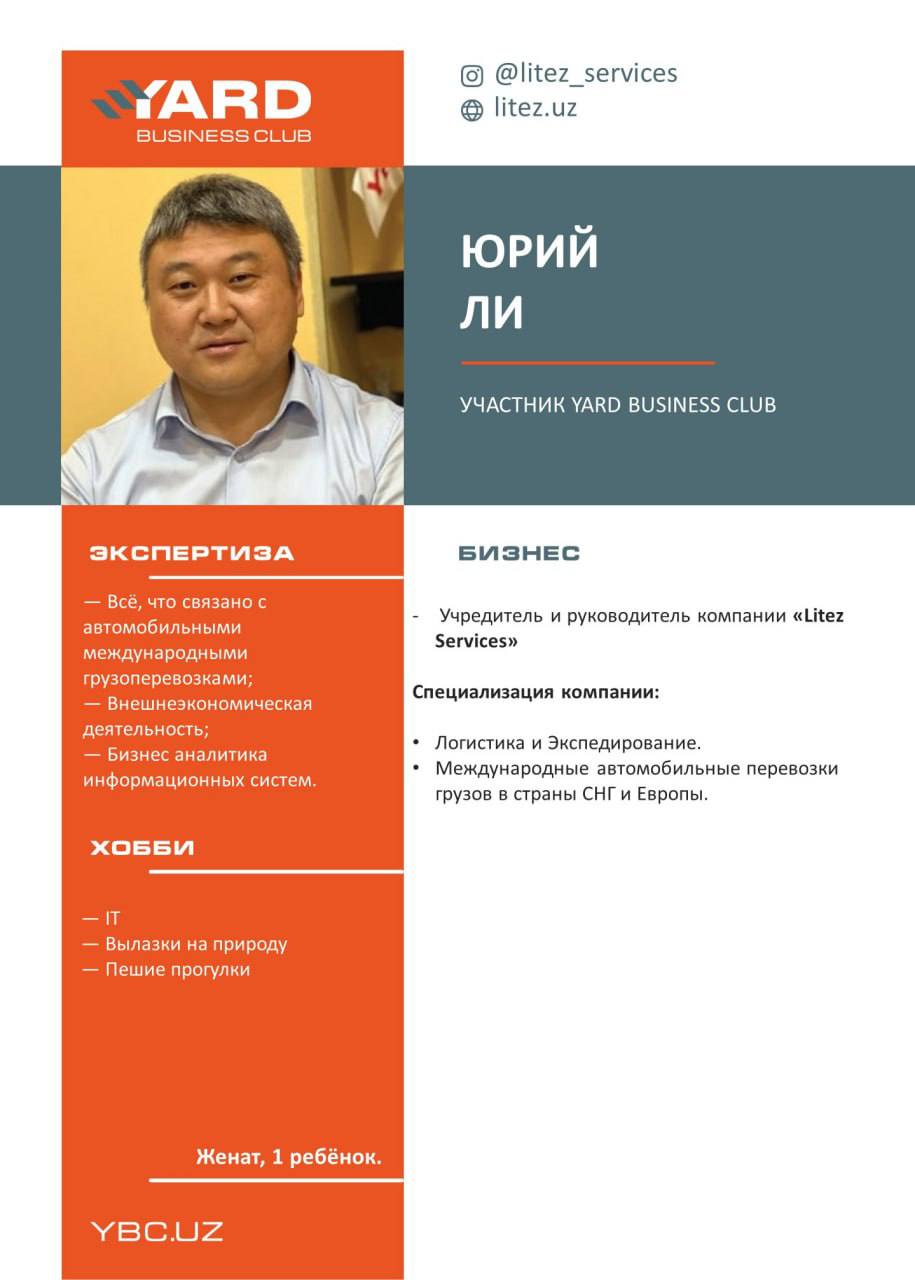 YARD
BUSINESS CLUB
@litez_services
litez.uz
ЮРИЙ
ЛИ
УЧАСТНИК YARD BUSINESS CLUB
ЭКСПЕРТИЗА
— Всё, что связано с
автомобильными
международными
грузоперевозками;
— Внешнеэкономическая
деятельность;
— Бизнес аналитика
информационных систем.
ХОББИ
— IT
— Вылазки на природу
— Пешие прогулки
Женат, 1 ребёнок.
YBC.UZ
БИЗНЕС
- Учредитель и руководитель компании «Litez
Services»
Специализация компании:
• Логистика и Экспедирование.
• Международные автомобильные перевозки
грузов в страны СНГ и Европы.